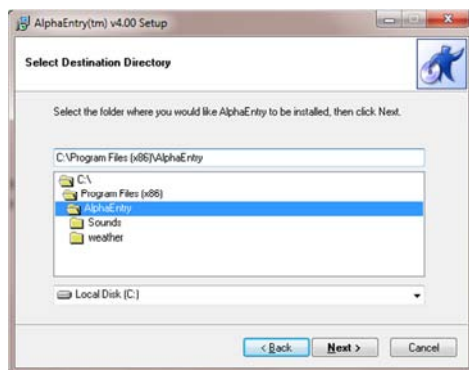 AlphaEntry(tm) v4.00 Setup
Select Destination Directory
Select the folder where you would like AlphaEntry to be installed, then click Next.
C:\Program Files (x86)\AlphaEntry
C:\
Program Files (x86)
AlphaEntry
Sounds
weather
Local Disk (C:)
< Back Next > Cancel